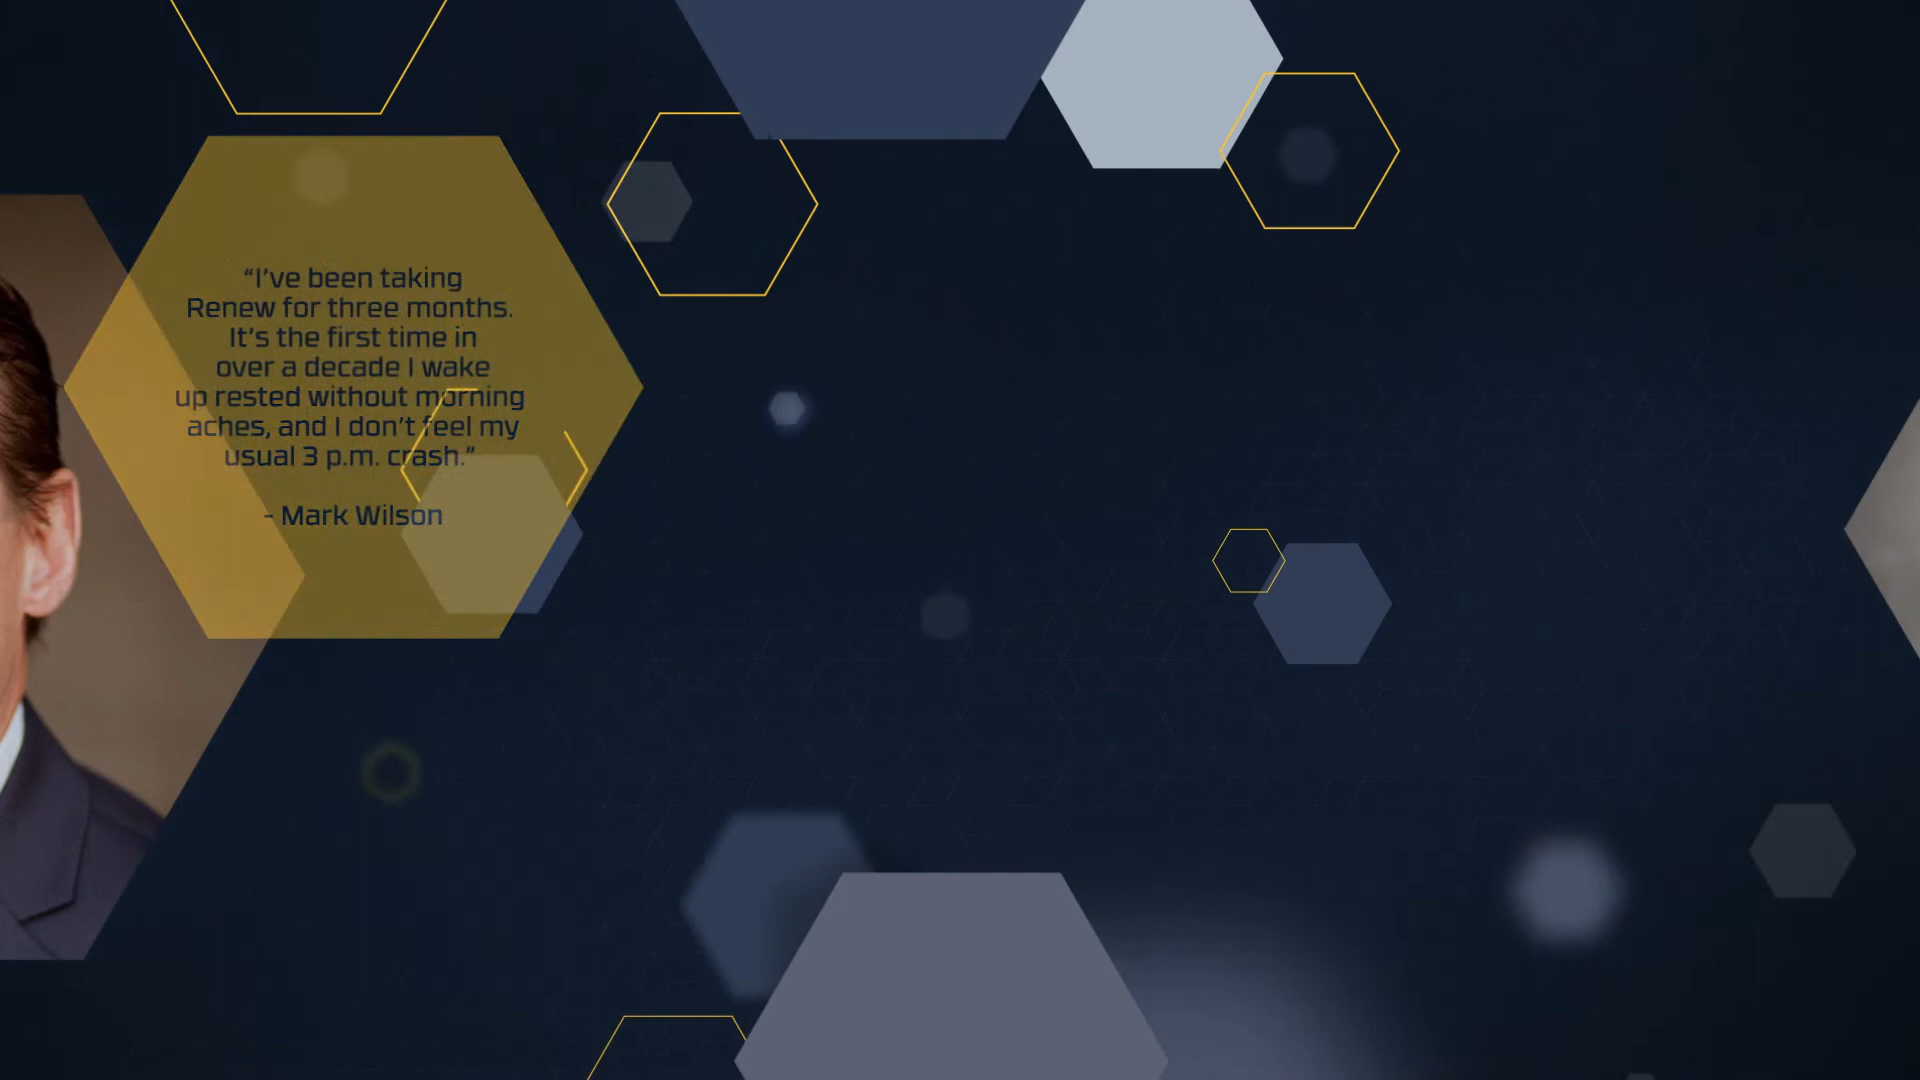 “I’ve been taking
Renew for three months.
It’s the first time in
over a decade I wake
up rested without morning
aches, and I don’t feel my
usual 3 p.m. crash.”
- Mark Wilson